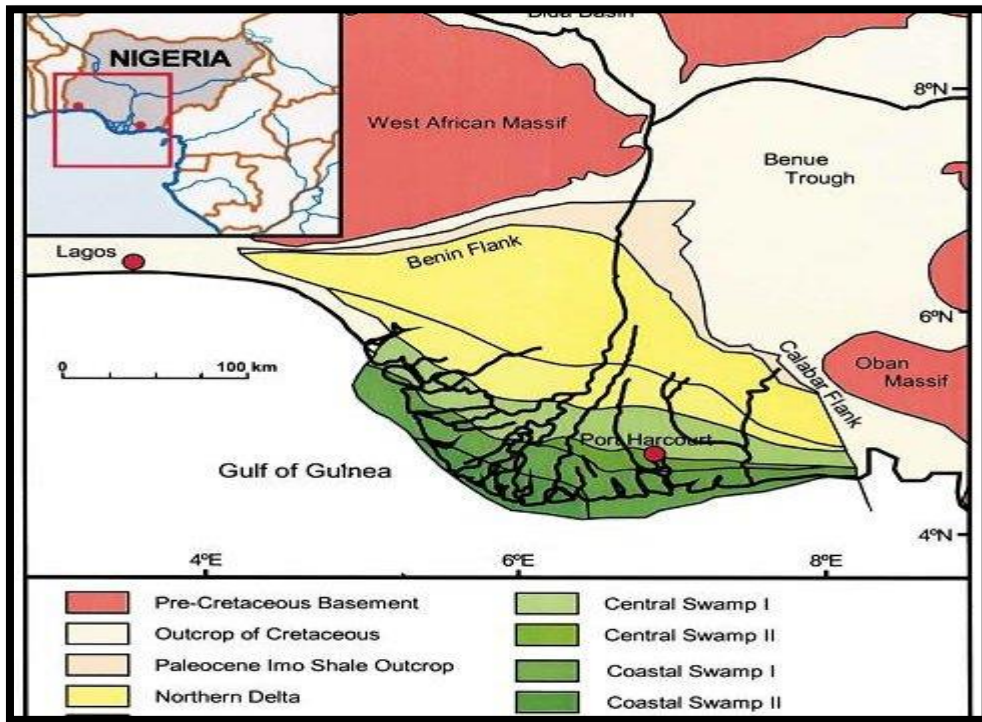 Bida Basin
NIGERIA
8ºN
West African Massif
Benue
Trough
Lagos
Benin Flank
6ºN
0 100 km
Calabar Flank
Oban
Massif
Port Harcourt
Gulf of Guinea
4ºN
4ºE 6ºE 8ºE
Pre-Cretaceous Basement
Outcrop of Cretaceous
Paleocene Imo Shale Outcrop
Northern Delta
Central Swamp I
Central Swamp II
Coastal Swamp I
Coastal Swamp II